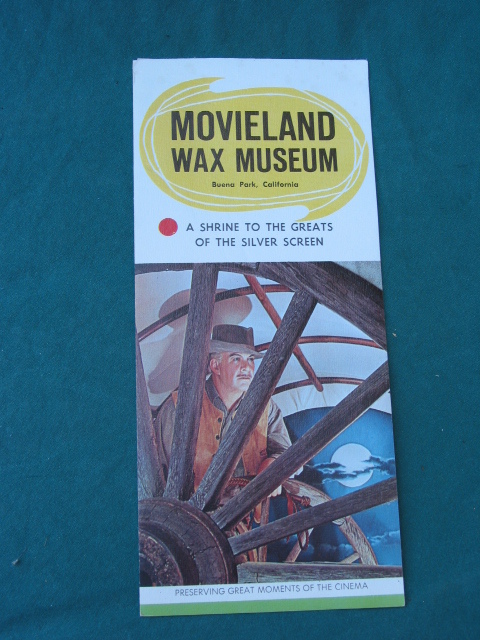 MOVIELAND
WAX MUSEUM
Buena Park, California
A SHRINE TO THE GREATS
OF THE SILVER SCREEN
PRESERVING GREAT MOMENTS OF THE CINEMA